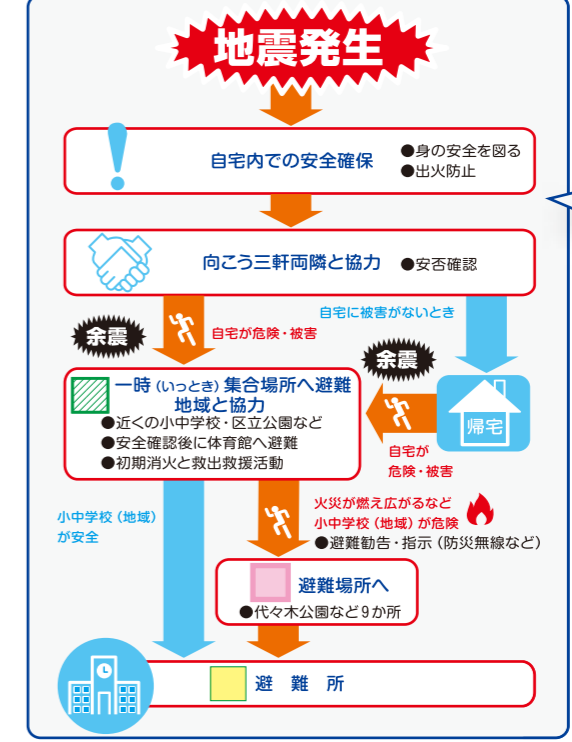 地震発生
自宅内での安全確保
●身の安全を図る
●出火防止
向こう三軒両隣と協力
●安否確認
余震
自宅が危険・被害
自宅に被害がないとき
余震
帰宅
自宅が
危険・被害
一時(いっとき)集合場所へ避難
地域と協力
●近くの小中学校・区立公園など
●安全確認後に体育館へ避難
●初期消火と救出救援活動
小中学校(地域)
が安全
火災が燃え広がるなど
小中学校(地域)が危険
●避難勧告・指示(防災無線など)
避難場所へ
●代々木公園など9か所
避難所